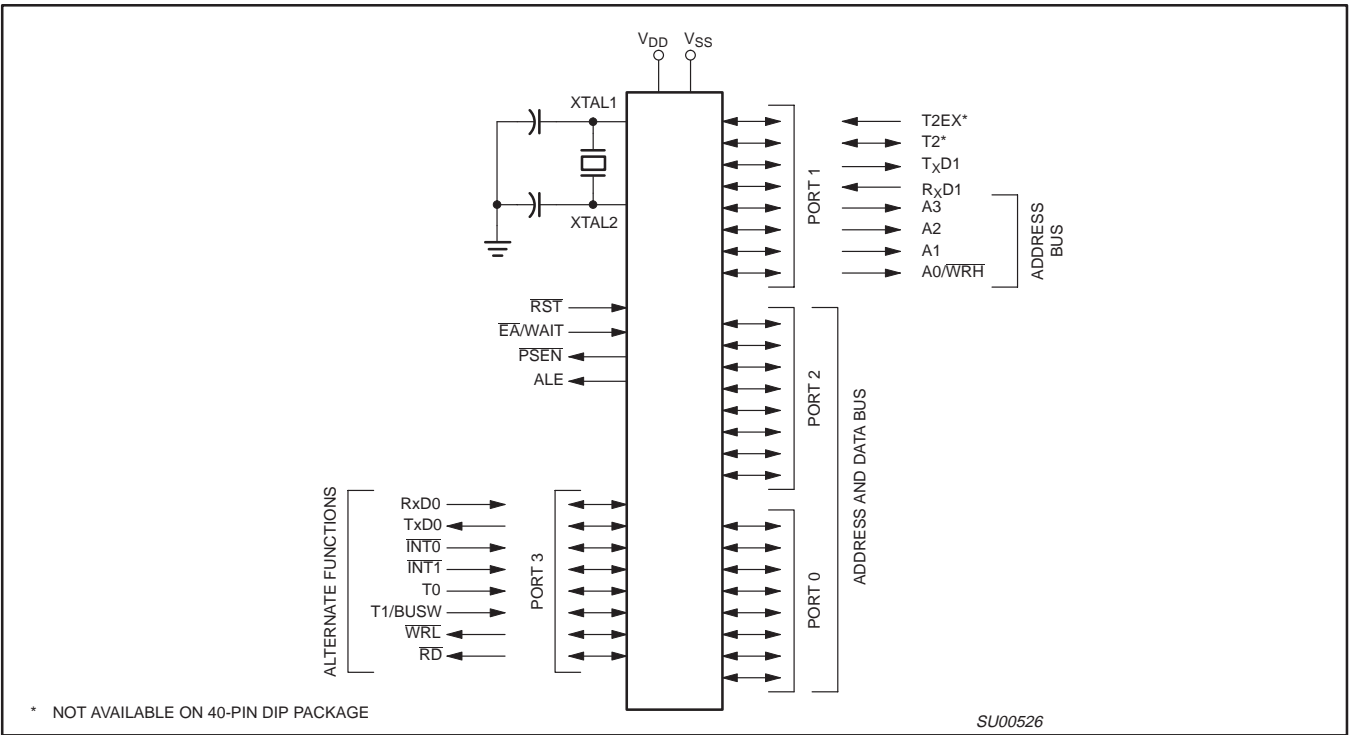 VDD VSS
XTAL1
XTAL2
RST
EA/WAIT
PSEN
ALE
PORT 1
T2EX*
T2*
TXD1
RXD1
A3
A2
A1
A0/WRH
ADDRESS
BUS
PORT 2
PORT 0
ADDRESS AND DATA BUS
ALTERNATE FUNCTIONS
RxD0
TxD0
INT0
INT1
T0
T1/BUSW
WRL
RD
PORT 3
* NOT AVAILABLE ON 40-PIN DIP PACKAGE
SU00526